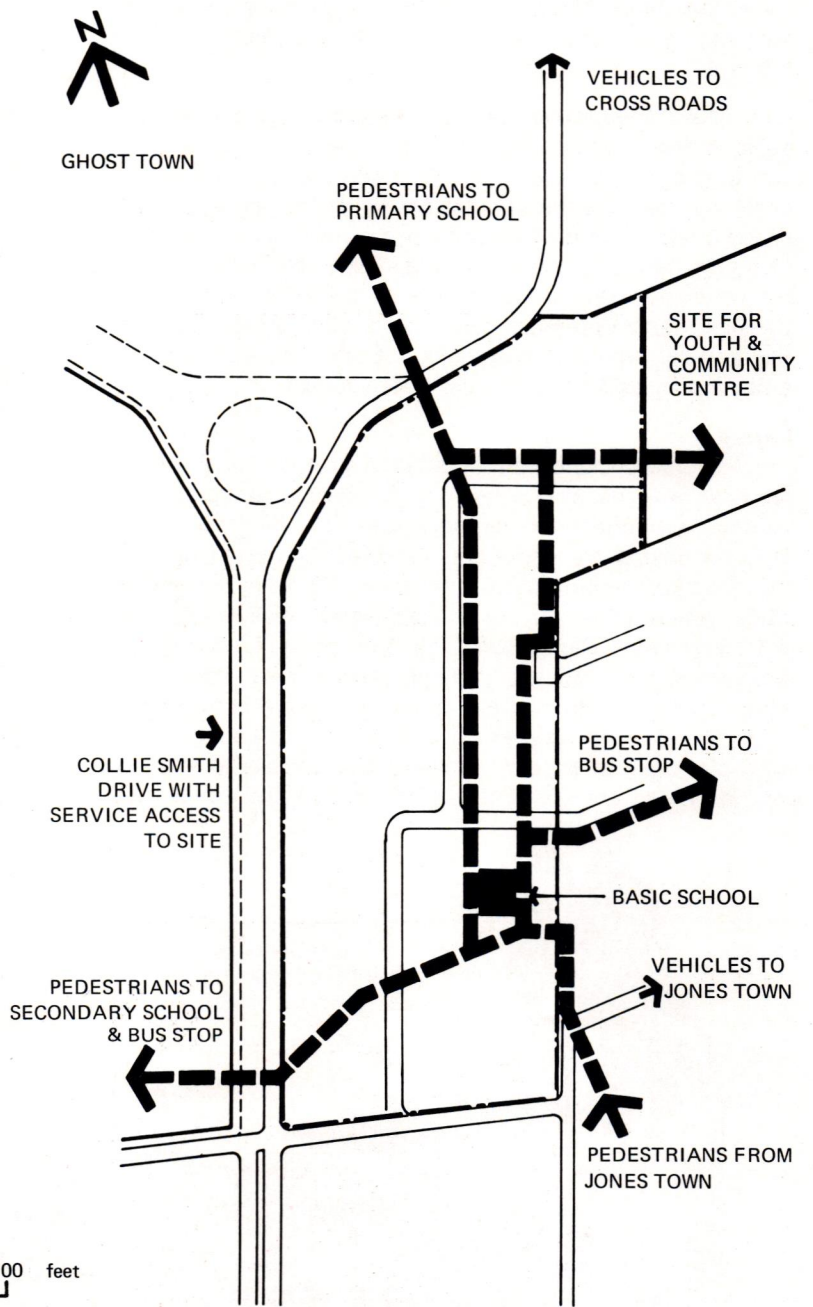 N
GHOST TOWN
VEHICLES TO
CROSS ROADS
PEDESTRIANS TO
PRIMARY SCHOOL
SITE FOR
YOUTH &
COMMUNITY
CENTRE
COLLIE SMITH
DRIVE WITH
SERVICE ACCESS
TO SITE
PEDESTRIANS TO
BUS STOP
BASIC SCHOOL
PEDESTRIANS TO
SECONDARY SCHOOL
& BUS STOP
VEHICLES TO
JONES TOWN
PEDESTRIANS FROM
JONES TOWN
00 feet